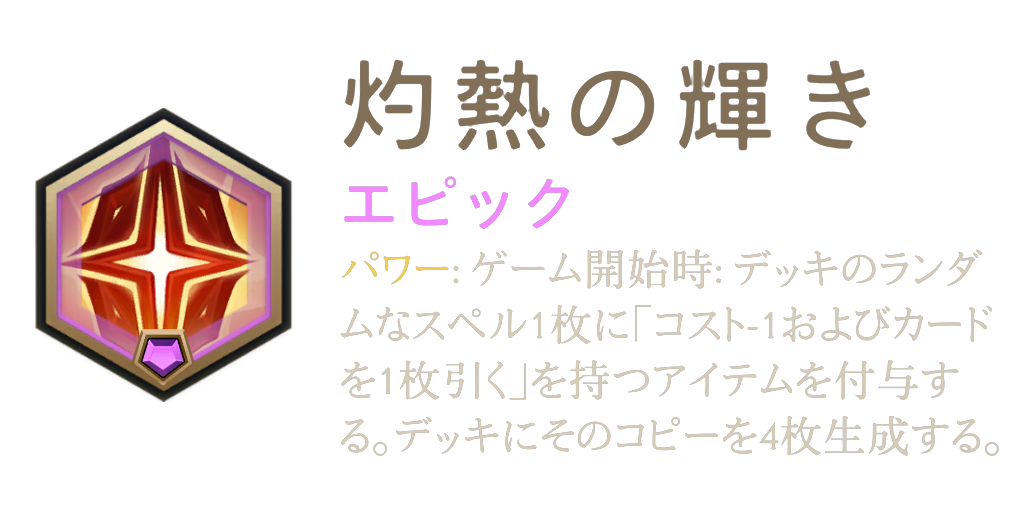 灼熱の輝き
エピック
パワー: ゲーム開始時: デッキのランダ
ムなスペル1枚に「コスト-1およびカード
を1枚引く」を持つアイテムを付与す
る。デッキにそのコピーを4枚生成する。